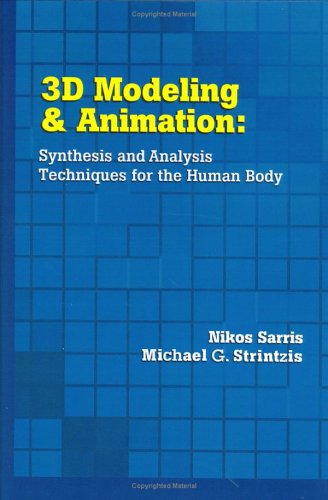 3D Modeling
& Animation:
Synthesis and Analysis
Techniques for the Human Body
Nikos Sarris
Michael G. Strintzis
Copyrighted Material
Copyrighted Material